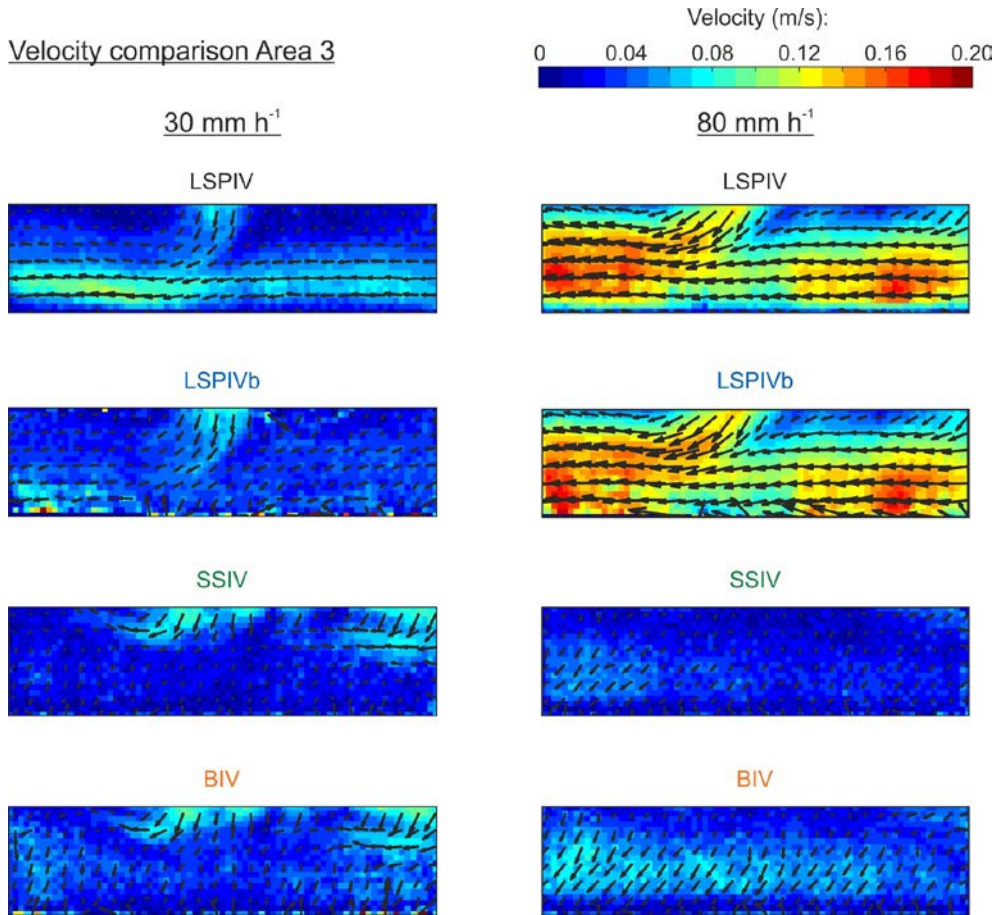 Velocity (m/s):
Velocity comparison Area 3
0 0.04 0.08 0.12 0.16 0.20
30 mm h⁻¹ 80 mm h⁻¹
LSPIV LSPIV
LSPIVb LSPIVb
SSIV SSIV
BIV BIV